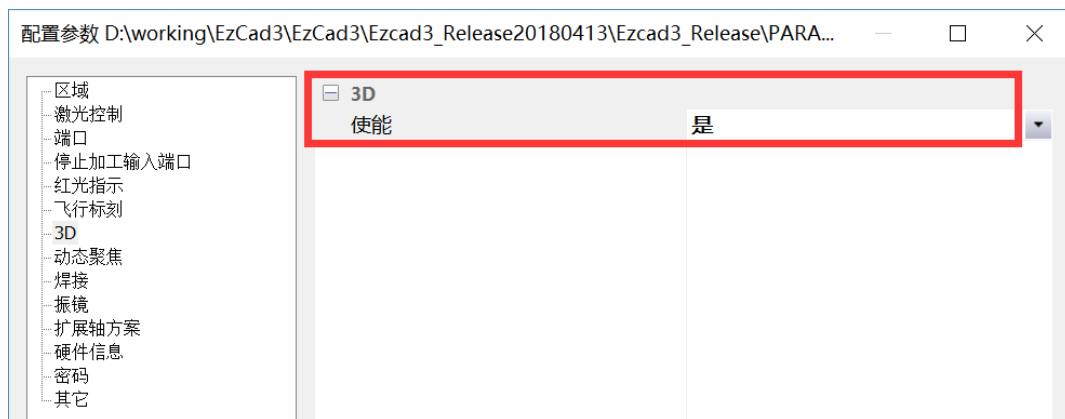 配置参数 D:\working\EzCad3\EzCad3\Ezcad3_Release20180413\Ezcad3_Release\PARA...
区域
激光控制
端口
停止加工输入端口
红光指示
飞行标刻
3D
动态聚焦
焊接
振镜
扩展轴方案
硬件信息
密码
其它
3D
使能 是